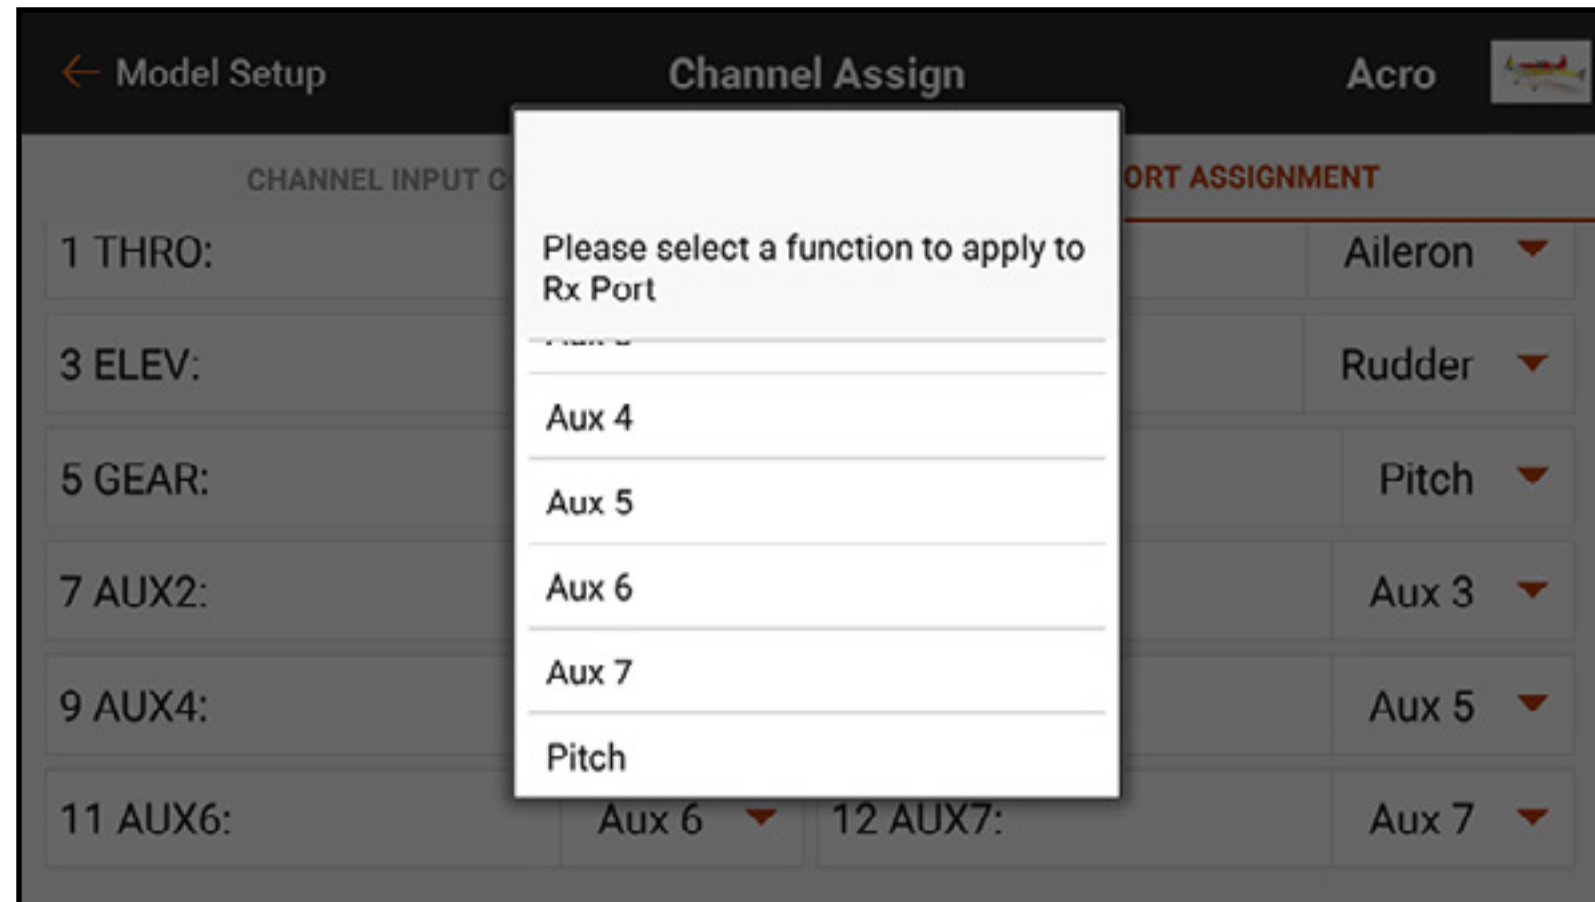 Model Setup
Channel Assign
Acro
CHANNEL INPUT C
ORT ASSIGNMENT
Please select a function to apply to
Rx Port
Aux 4
Aux 5
Aux 6
Aux 7
Pitch
1 THRO:
Aileron
3 ELEV:
Rudder
5 GEAR:
Pitch
7 AUX2:
Aux 3
9 AUX4:
Aux 5
11 AUX6:
Aux 6
12 AUX7:
Aux 7